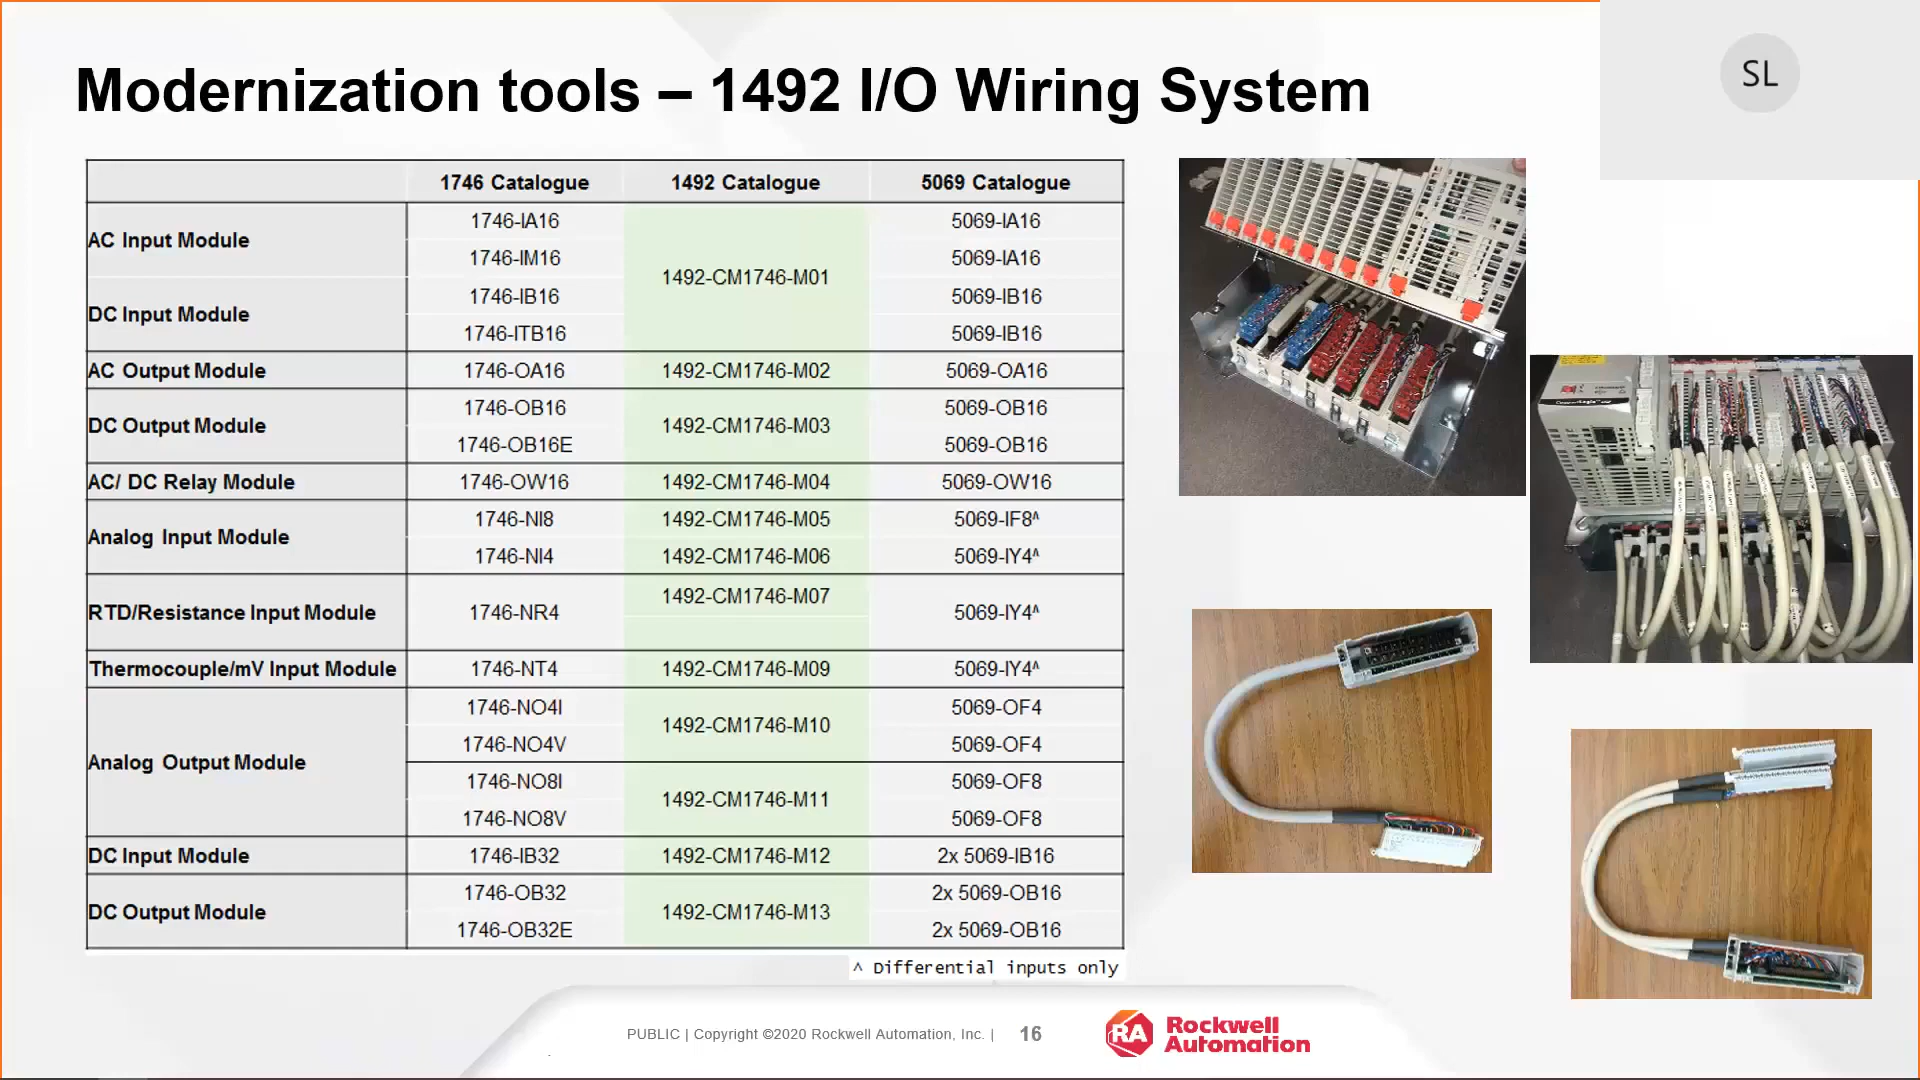 Modernization tools – 1492 I/O Wiring System
SL
1746 Catalogue 1492 Catalogue 5069 Catalogue
AC Input Module 1746-IA16 1492-CM1746-M01 5069-IA16
1746-IM16 5069-IA16
DC Input Module 1746-IB16 5069-IB16
1746-ITB16 5069-IB16
AC Output Module 1746-OA16 1492-CM1746-M02 5069-OA16
DC Output Module 1746-OB16 1492-CM1746-M03 5069-OB16
1746-OB16E 5069-OB16
AC/ DC Relay Module 1746-OW16 1492-CM1746-M04 5069-OW16
Analog Input Module 1746-NI8 1492-CM1746-M05 5069-IF8^
1746-NI4 1492-CM1746-M06 5069-IY4^
RTD/Resistance Input Module 1746-NR4 1492-CM1746-M07 5069-IY4^
Thermocouple/mV Input Module 1746-NT4 1492-CM1746-M09 5069-IY4^
Analog Output Module 1746-NO4I 1492-CM1746-M10 5069-OF4
1746-NO4V 5069-OF4
1746-NO8I 1492-CM1746-M11 5069-OF8
1746-NO8V 5069-OF8
DC Input Module 1746-IB32 1492-CM1746-M12 2x 5069-IB16
DC Output Module 1746-OB32 1492-CM1746-M13 2x 5069-OB16
1746-OB32E 2x 5069-OB16
^ Differential inputs only
PUBLIC | Copyright ©2020 Rockwell Automation, Inc. | 16
RA Rockwell
Automation